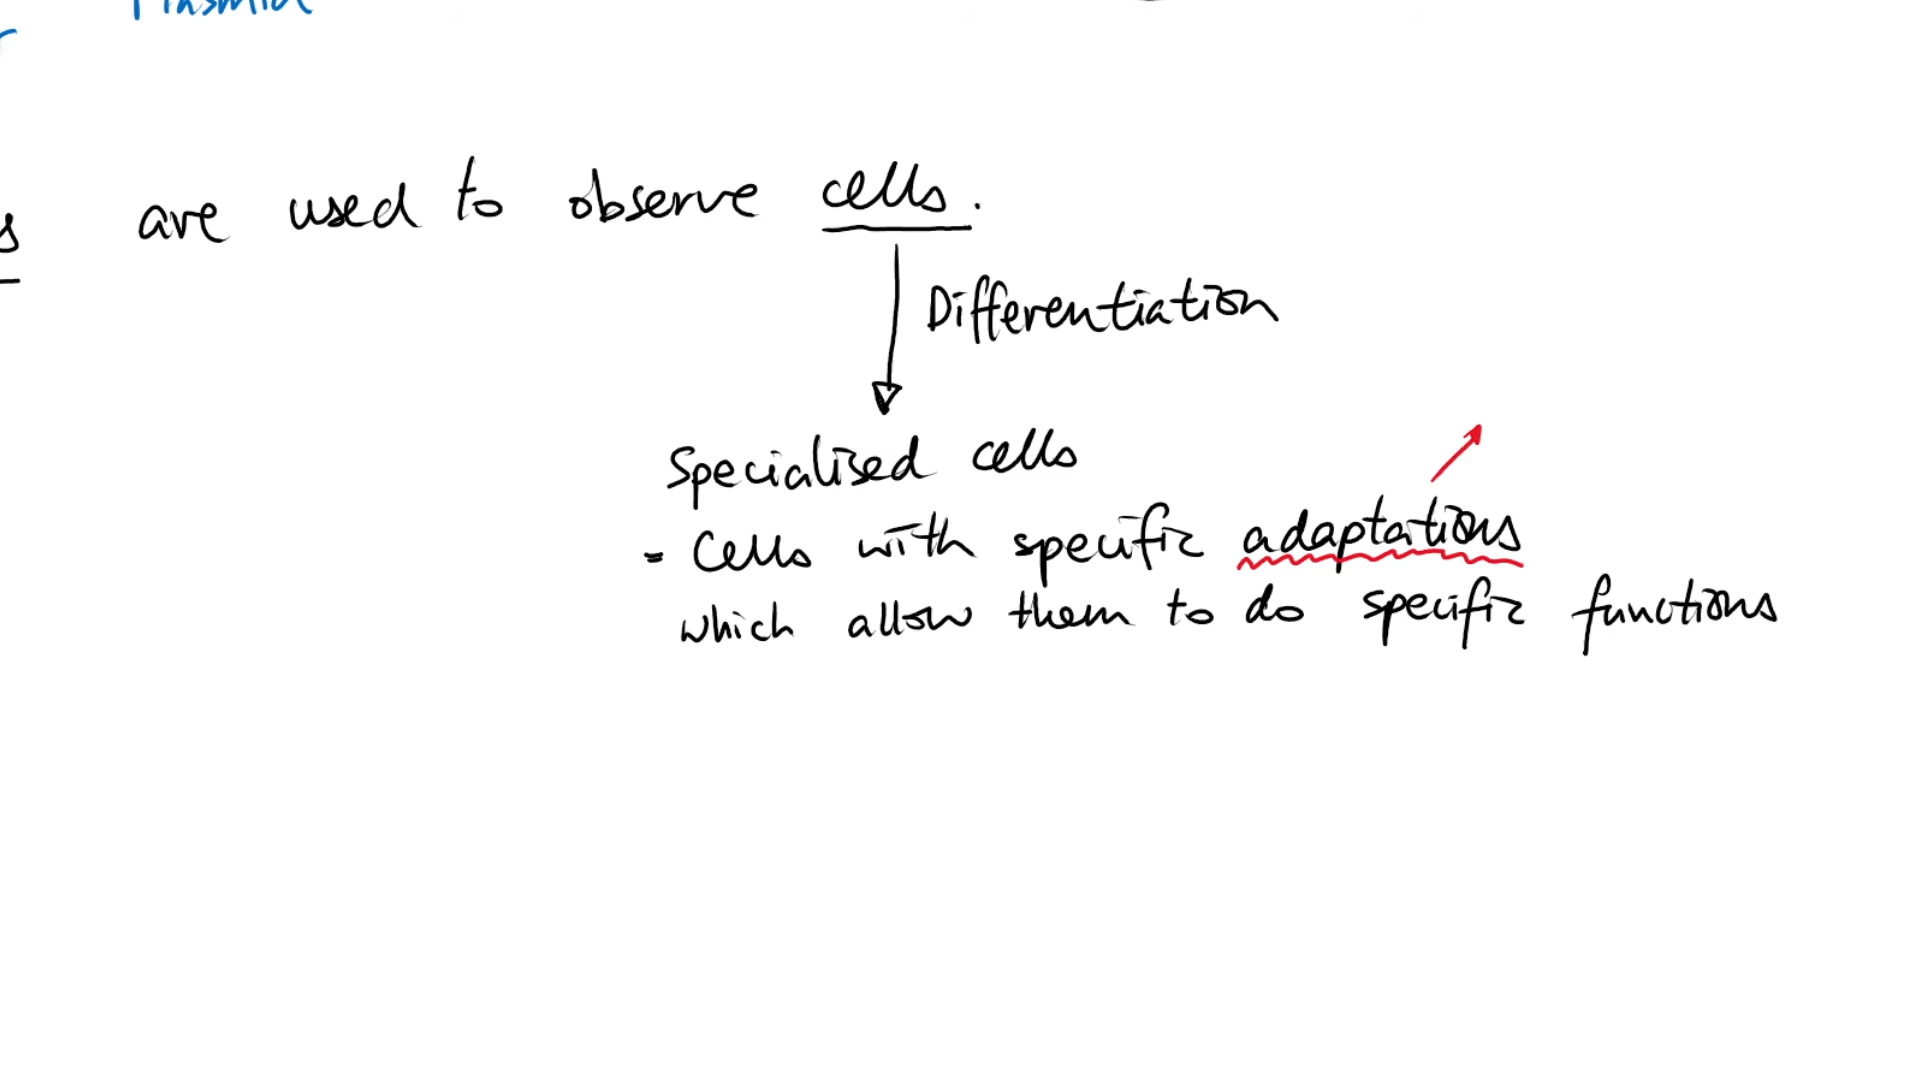 Plasmid
s are used to observe cells.
Differentiation
Specialised cells
- Cells with specific adaptations
which allow them to do specific functions